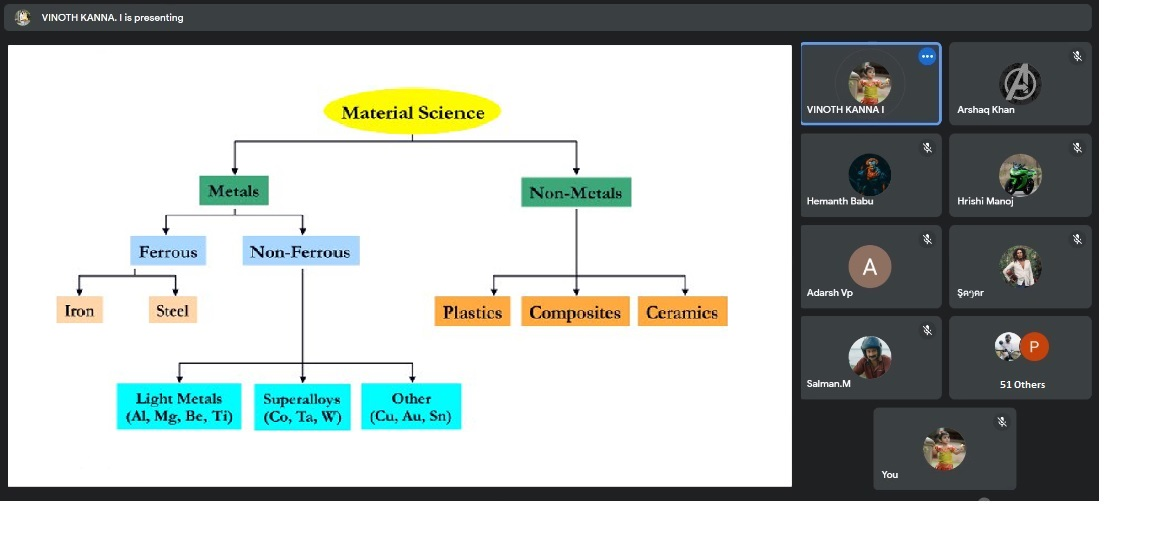 VINOTH KANNA. I is presenting
Material Science
Metals
Non-Metals
Ferrous
Non-Ferrous
Iron
Steel
Plastics
Composites
Ceramics
Light Metals
(Al, Mg, Be, Ti)
Superalloys
(Co, Ta, W)
Other
(Cu, Au, Sn)
VINOTH KANNA I
Arshaq Khan
Hemanth Babu
Hrishi Manoj
A
Adarsh Vp
Salman.M
P
51 Others
You